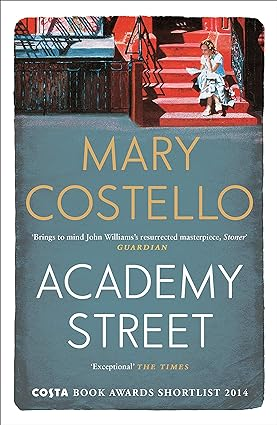 MARY
COSTELLO
'Brings to mind John Williams's resurrected masterpiece, Stoner'
GUARDIAN
ACADEMY
STREET
'Exceptional' THE TIMES
COSTA BOOK AWARDS SHORTLIST 2014